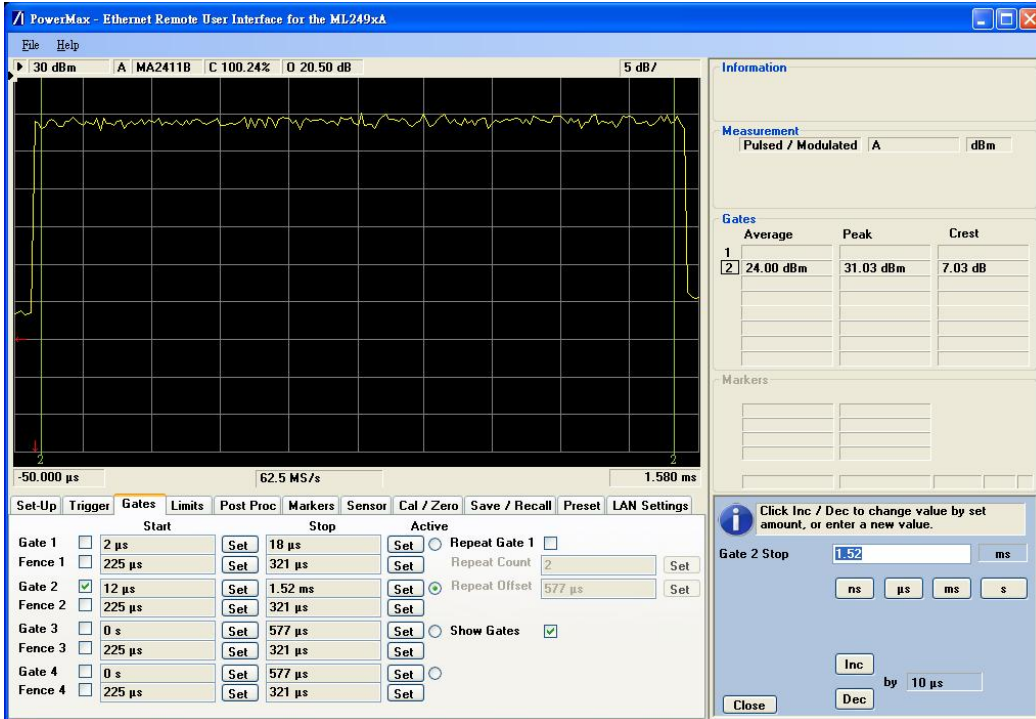 PowerMax - Ethernet Remote User Interface for the ML249xA
File Help
30 dBm A MA2411B C 100.24% O 20.50 dB 5 dB/
2 2
-50.000 µs 62.5 MS/s 1.580 ms
Information
Measurement
Pulsed / Modulated A dBm
Gates
Average Peak Crest
1
2 24.00 dBm 31.03 dBm 7.03 dB
Markers
Set-Up Trigger Gates Limits Post Proc Markers Sensor Cal / Zero Save / Recall Preset LAN Settings
Start Stop Active
Gate 1 2 µs Set 18 µs Set Repeat Gate 1
Fence 1 225 µs Set 321 µs Set Repeat Count 2 Set
Gate 2 12 µs Set 1.52 ms Set Repeat Offset 577 µs Set
Fence 2 225 µs Set 321 µs Set
Gate 3 0 s Set 577 µs Set Show Gates
Fence 3 225 µs Set 321 µs Set
Gate 4 0 s Set 577 µs Set
Fence 4 225 µs Set 321 µs Set
Click Inc / Dec to change value by set
amount, or enter a new value.
Gate 2 Stop 1.52 ms
ns µs ms s
Inc
by 10 µs
Dec
Close